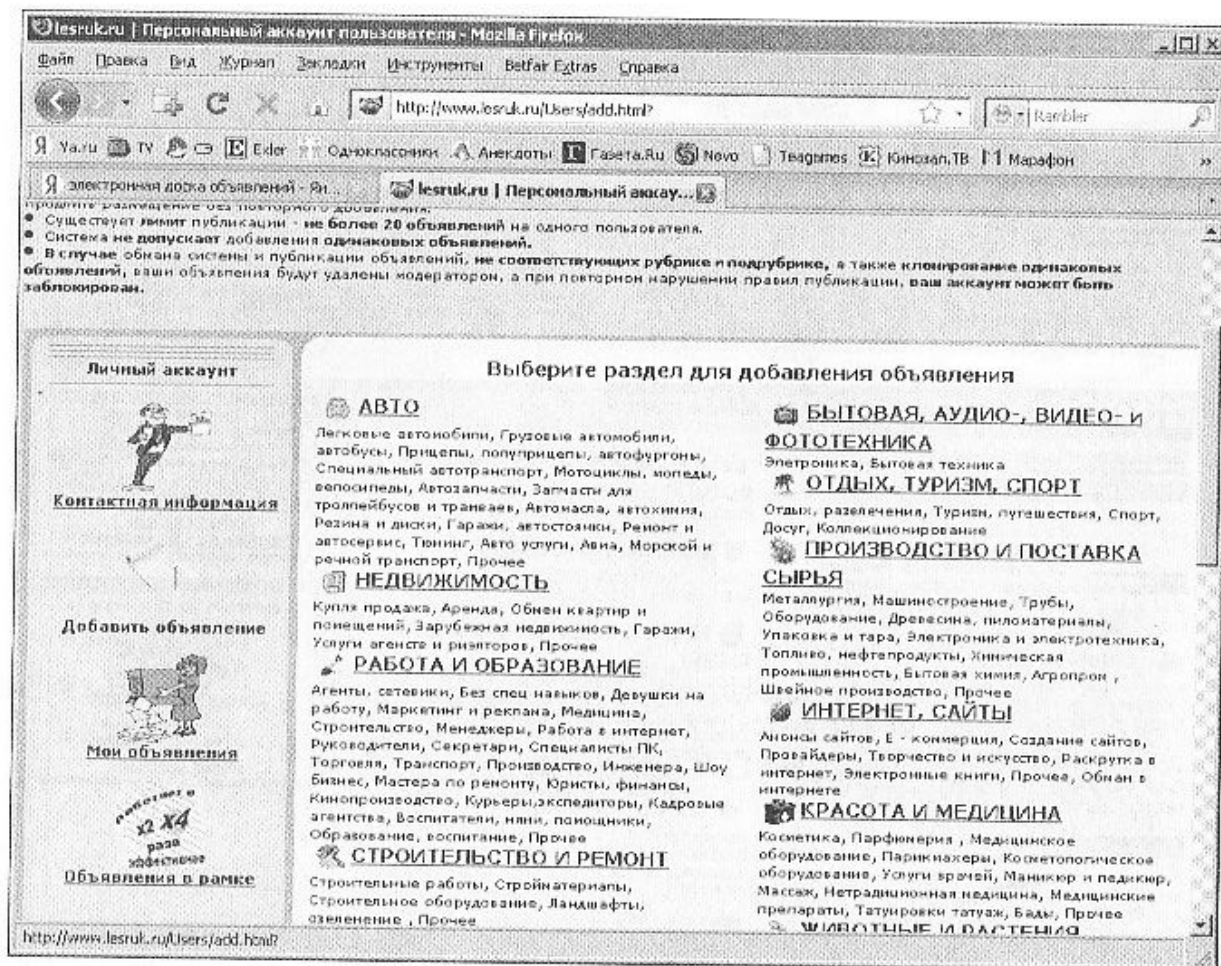 lesruk.ru | Персональный аккаунт пользователя - Mozilla Firefox
Файл Правка Вид Журнал Закладки Инструменты Betfair Extras Справка
http://www.lesruk.ru/Users/add.html? Rambler
Ya.ru TV Exler Одноклассники Анекдоты Газета.Ru Novo Teagames Кинозал.ТВ Марафон »
электронная доска объявлений - Ян... lesruk.ru | Персональный аккау...
продлить размещение без повторного добавления.
• Существует лимит публикации - не более 20 объявлений на одного пользователя.
• Система не допускает добавления одинаковых объявлений.
• В случае обмана системы и публикации объявлений, не соответствующих рубрике и подрубрике, а также клонирование одинаковых
объявлений, ваши объявления будут удалены модератором, а при повторном нарушении правил публикации, ваш аккаунт может быть
заблокирован.
Личный аккаунт
Контактная информация
Добавить объявление
Мои объявления
работает в
x2 x4
раза
эффективнее
Объявления в рамке
Выберите раздел для добавления объявления
АВТО
Легковые автомобили, Грузовые автомобили,
автобусы, Прицепы, полуприцепы, автофургоны,
Специальный автотранспорт, Мотоциклы, мопеды,
велосипеды, Автозапчасти, Запчасти для
троллейбусов и трамваев, Автомасла, автохимия,
Резина и диски, Гаражи, автостоянки, Ремонт и
автосервис, Тюнинг, Авто услуги, Авиа, Морской и
речной транспорт, Прочее
НЕДВИЖИМОСТЬ
Купля продажа, Аренда, Обмен квартир и
помещений, Зарубежная недвижимость, Гаражи,
Услуги агенств и риэлторов, Прочее
РАБОТА И ОБРАЗОВАНИЕ
Агенты, сетевики, Без спец навыков, Девушки на
работу, Маркетинг и реклама, Медицина,
Строительство, Менеджеры, Работа в интернет,
Руководители, Секретари, Специалисты ПК,
Торговля, Транспорт, Производство, Инженера, Шоу
Бизнес, Мастера по ремонту, Юристы, финансы,
Кинопроизводство, Курьеры,экспедиторы, Кадровые
агентства, Воспитатели, няни, помощники,
Образование, воспитание, Прочее
СТРОИТЕЛЬСТВО И РЕМОНТ
Строительные работы, Стройматериалы,
Строительное оборудование, Ландшафты,
озеленение , Прочее
БЫТОВАЯ, АУДИО-, ВИДЕО- и
ФОТОТЕХНИКА
Элетроника, Бытовая техника
ОТДЫХ, ТУРИЗМ, СПОРТ
Отдых, развлечения, Туризм, путешествия, Спорт,
Досуг, Коллекционирование
ПРОИЗВОДСТВО И ПОСТАВКА
СЫРЬЯ
Металлургия, Машиностроение, Трубы,
Оборудование, Древесина, пиломатериалы,
Упаковка и тара, Электроника и электротехника,
Топливо, нефтепродукты, Химическая
промышленность, Бытовая химия, Агропром ,
Швейное производство, Прочее
ИНТЕРНЕТ, САЙТЫ
Анонсы сайтов, Е - коммерция, Создание сайтов,
Провайдеры, Творчество и искусство, Раскрутка в
интернет, Электронные книги, Прочее, Обман в
интернете
КРАСОТА И МЕДИЦИНА
Косметика, Парфюмерия , Медицинское
оборудование, Парикмахеры, Косметологическое
оборудование, Услуги врачей, Маникюр и педикюр,
Массаж, Нетрадиционная медицина, Медицинские
препараты, Татуировки татуаж, Бады, Прочее
ЖИВОТНЫЕ И РАСТЕНИЯ
http://www.lesruk.ru/Users/add.html?